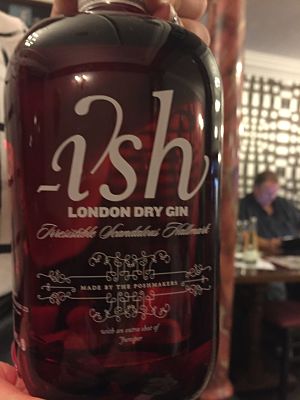 -ish
LONDON DRY GIN
Irresistible Scandalous Hallmark
MADE BY THE POSHMAKERS
with an extra shot of
Juniper